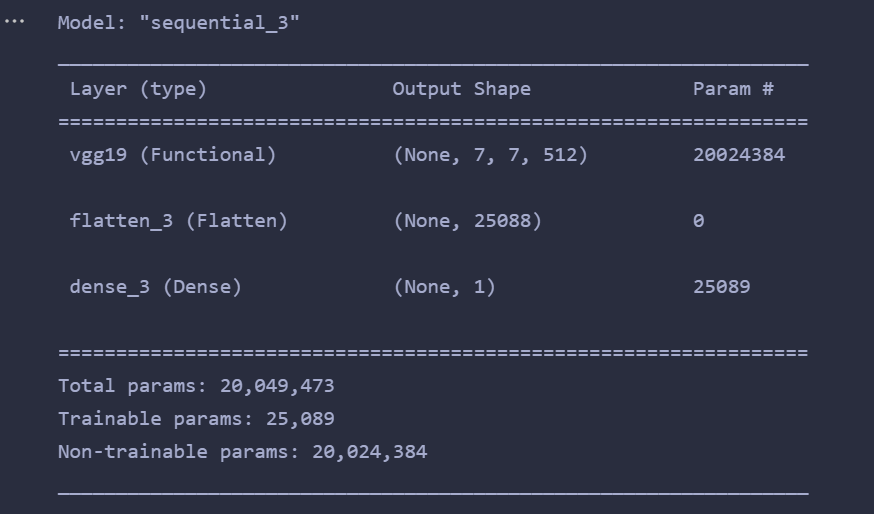 Model: "sequential_3"
_________________________________________________________________
Layer (type) Output Shape Param #
=================================================================
vgg19 (Functional) (None, 7, 7, 512) 20024384
flatten_3 (Flatten) (None, 25088) 0
dense_3 (Dense) (None, 1) 25089
=================================================================
Total params: 20,049,473
Trainable params: 25,089
Non-trainable params: 20,024,384
_________________________________________________________________